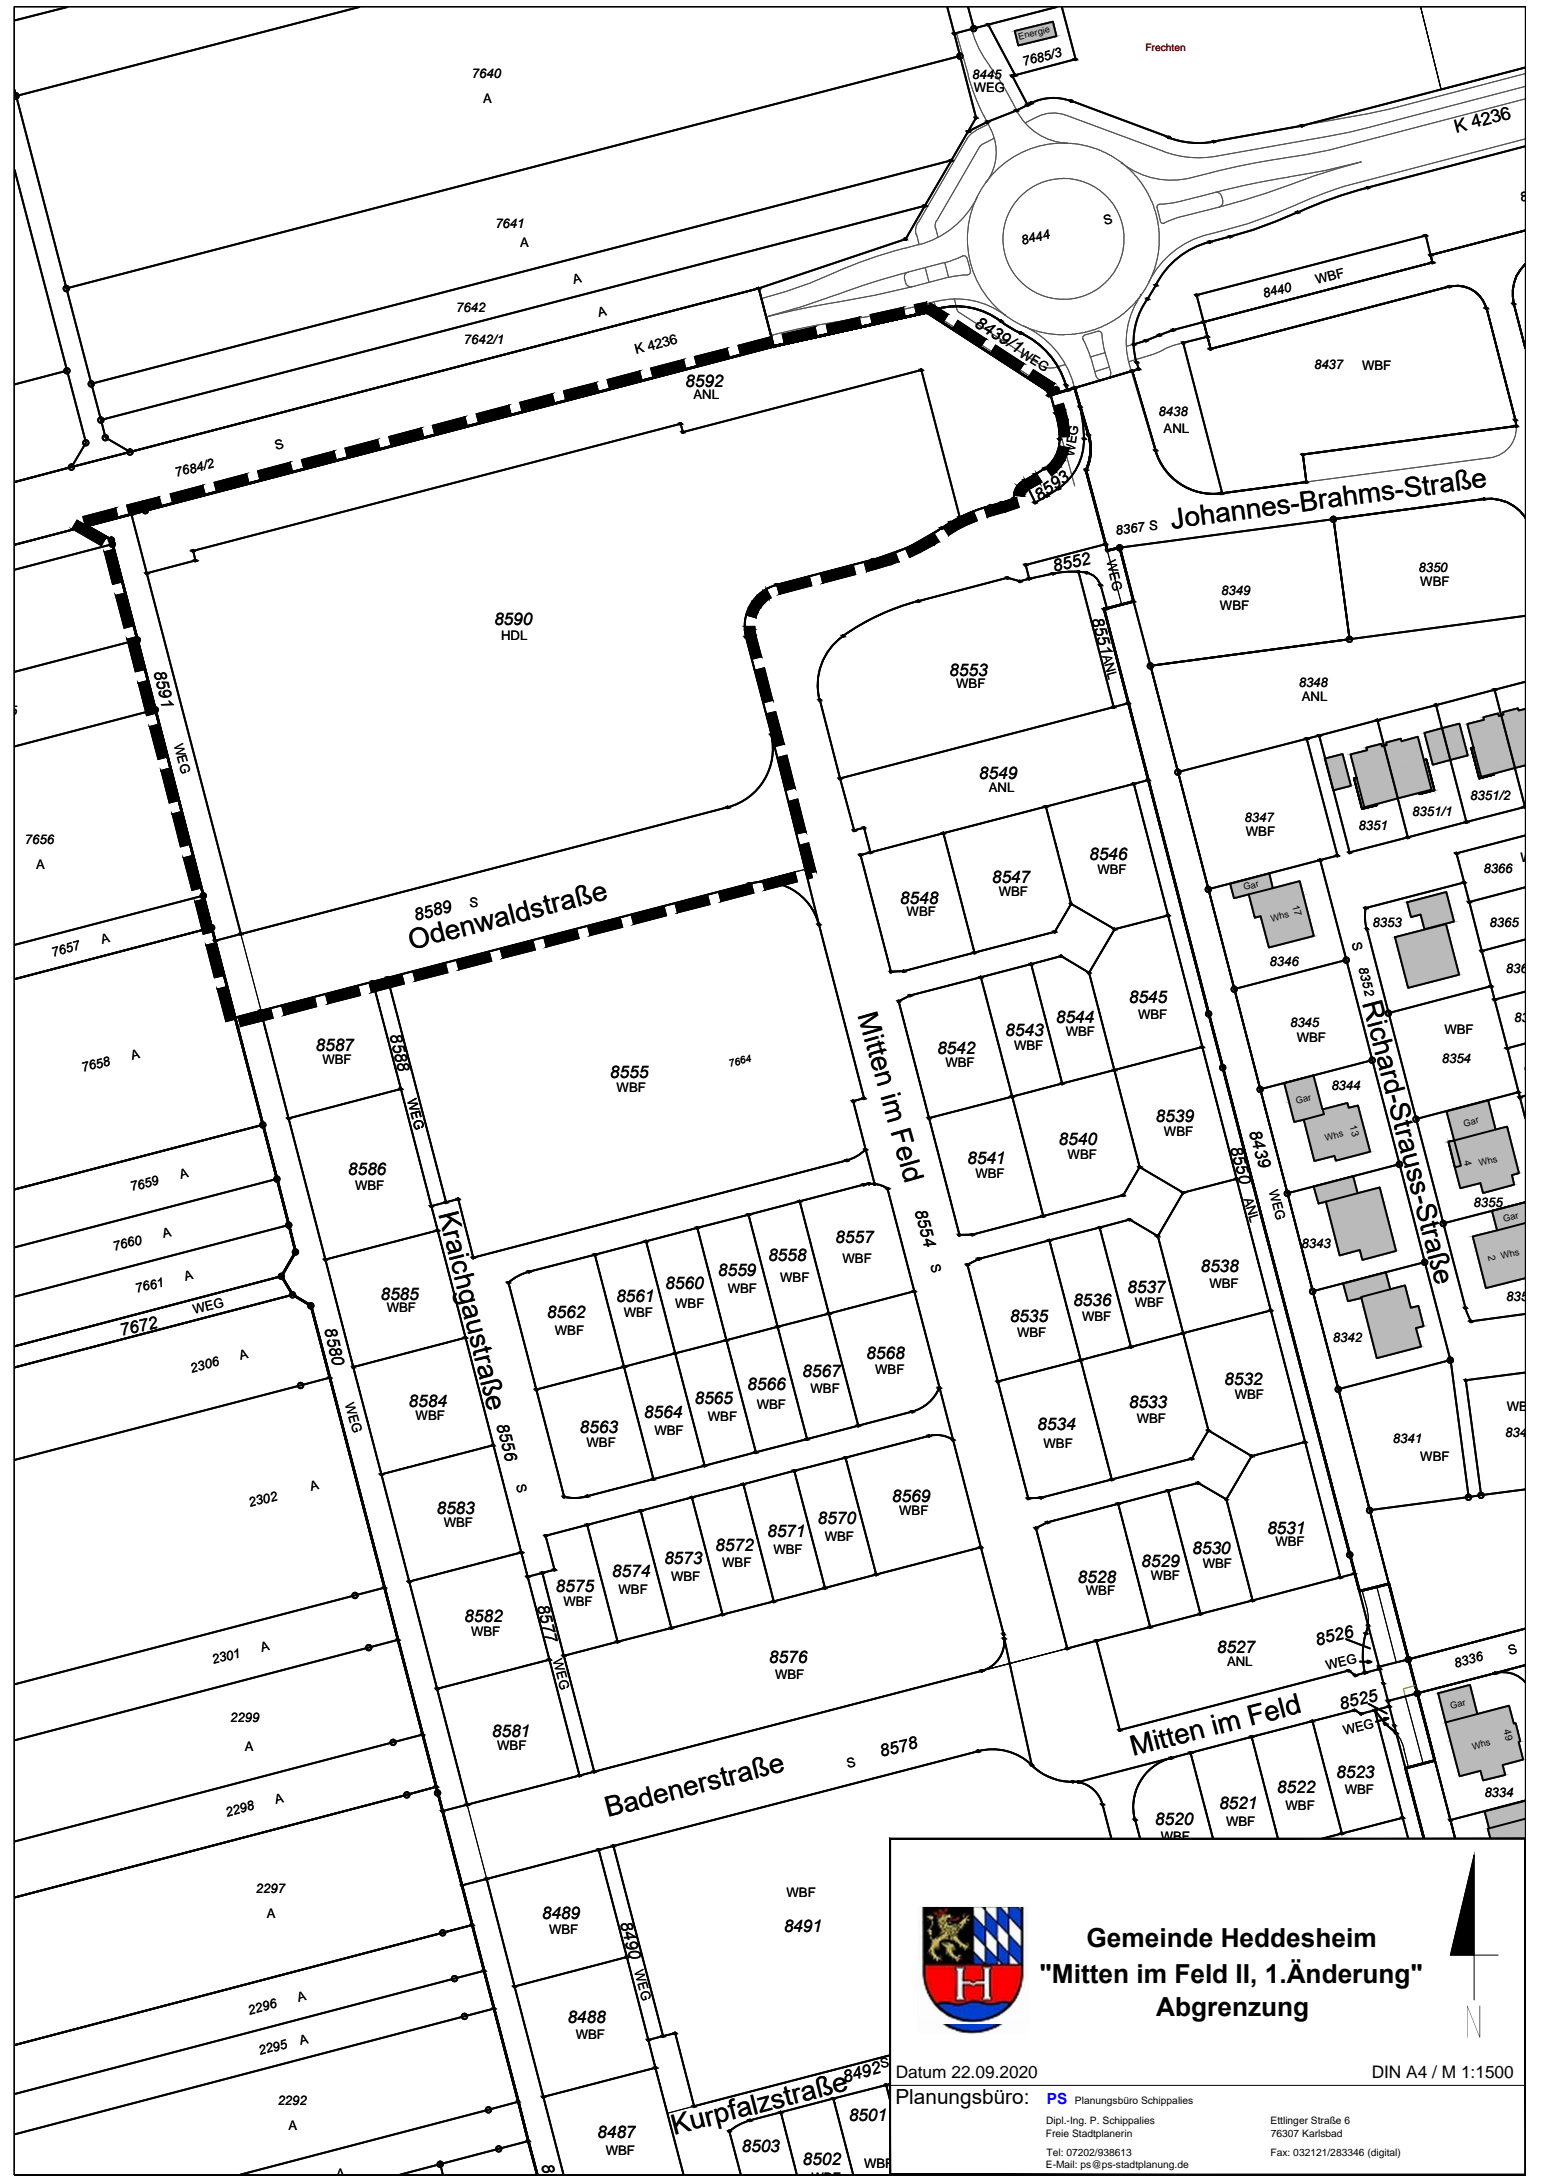 Energie
7685/3
Frechten
8445
WEG
K 4236
7640
A
7641
A
7642
A
7642/1
A
K 4236
8444
S
8440
WBF
8439/1
WEG
8437 WBF
8438
ANL
8592
ANL
7684/2
S
WEG
8593
Johannes-Brahms-Straße
8367 S
8552
WEG
8349
WBF
8350
WBF
8590
HDL
8591
WEG
8553
WBF
8551
ANL
8348
ANL
8549
ANL
8347
WBF
8351
8351/1
8351/2
7656
A
8366
8546
WBF
8547
WBF
8548
WBF
Gar
Whs 17
8346
8353
8365
8589 S
Odenwaldstraße
7657 A
S
8352
Richard-Strauss-Straße
8545
WBF
8544
WBF
8543
WBF
8542
WBF
Mitten im Feld
8345
WBF
WBF
8354
8587
WBF
8588
WEG
8555
WBF
7664
7658 A
8344
Gar
Whs 13
Gar
4 Whs
8355
8539
WBF
8540
WBF
8541
WBF
8439
WEG
8550
ANL
8586
WBF
7659 A
7660 A
7661 A
WEG
7672
2306 A
8580
WEG
8585
WBF
Kraichgaustraße
8557
WBF
8558
WBF
8559
WBF
8560
WBF
8561
WBF
8562
WBF
8554
S
8538
WBF
8537
WBF
8536
WBF
8535
WBF
8343
Gar
2 Whs
8342
8584
WBF
8556
S
8568
WBF
8567
WBF
8566
WBF
8565
WBF
8564
WBF
8563
WBF
8532
WBF
8533
WBF
8534
WBF
8341
WBF
2302 A
8583
WBF
8569
WBF
8570
WBF
8571
WBF
8572
WBF
8573
WBF
8574
WBF
8575
WBF
8531
WBF
8530
WBF
8529
WBF
8528
WBF
2301 A
8582
WBF
8577
WEG
8576
WBF
8527
ANL
8526
WEG
8336
S
8525
WEG
Mitten im Feld
Gar
Whs 49
8334
2299
A
8581
WBF
Badenerstraße
S 8578
8523
WBF
8522
WBF
8521
WBF
8520
WBF
2298 A
2297
A
8489
WBF
8490
WEG
WBF
8491
2296 A
2295 A
8488
WBF
2292
A
8487
WBF
Kurpfalzstraße
8492
S
8501
8502
8503
Gemeinde Heddesheim
"Mitten im Feld II, 1.Änderung"
Abgrenzung
N
Datum 22.09.2020
DIN A4 / M 1:1500
Planungsbüro: PS Planungsbüro Schippalies
Dipl.-Ing. P. Schippalies
Freie Stadtplanerin
Ettlinger Straße 6
76307 Karlsbad
Tel: 07202/938613
Fax: 032121/283346 (digital)
E-Mail: ps@ps-stadtplanung.de